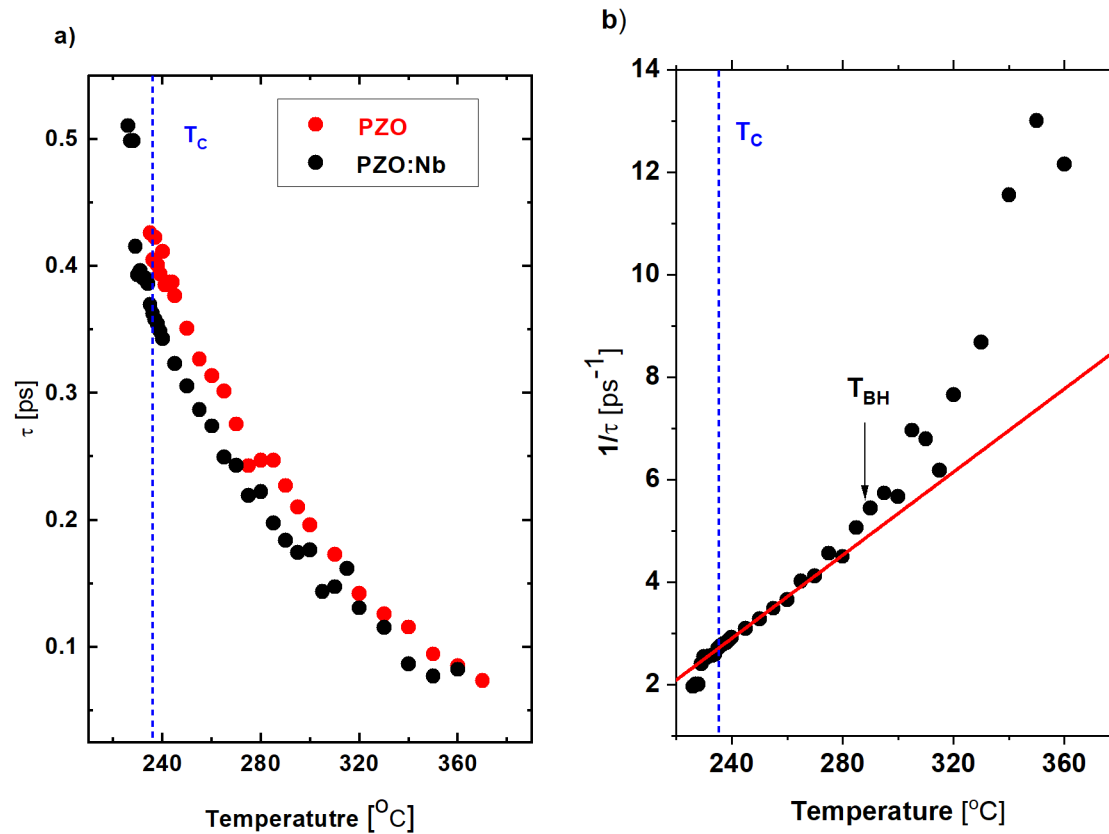 a)
0.5
0.4
0.3
0.2
0.1
τ [ps]
T_C
PZO
PZO:Nb
240 280 320 360
Temperatutre [°C]
b)
14
12
10
8
6
4
2
1/τ [ps⁻¹]
T_C
T_BH
240 280 320 360
Temperature [°C]